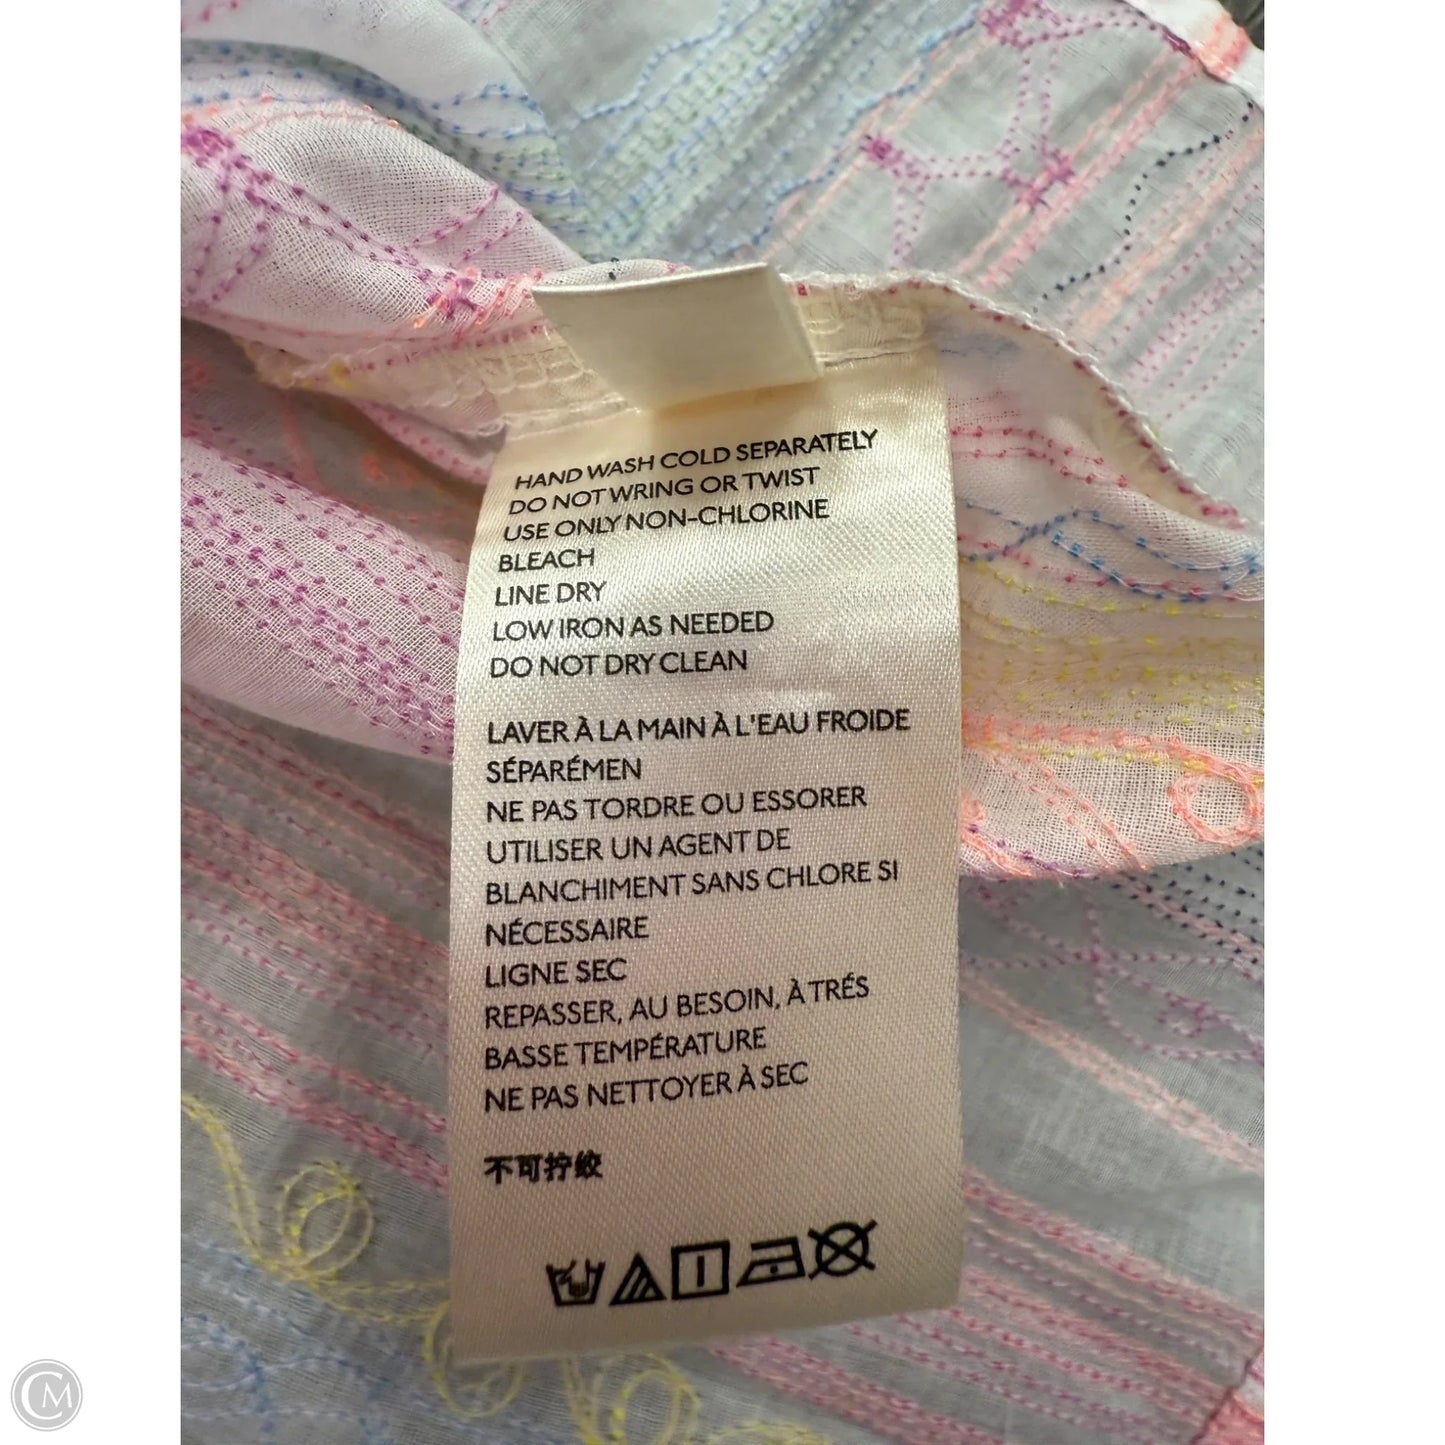 HAND WASH COLD SEPARATELY
DO NOT WRING OR TWIST
USE ONLY NON-CHLORINE
BLEACH
LINE DRY
LOW IRON AS NEEDED
DO NOT DRY CLEAN
LAVER À LA MAIN À L'EAU FROIDE
SÉPARÉMEN
NE PAS TORDRE OU ESSORER
UTILISER UN AGENT DE
BLANCHIMENT SANS CHLORE SI
NÉCESSAIRE
LIGNE SEC
REPASSER, AU BESOIN, À TRÉS
BASSE TEMPÉRATURE
NE PAS NETTOYER À SEC
不可拧绞
CM